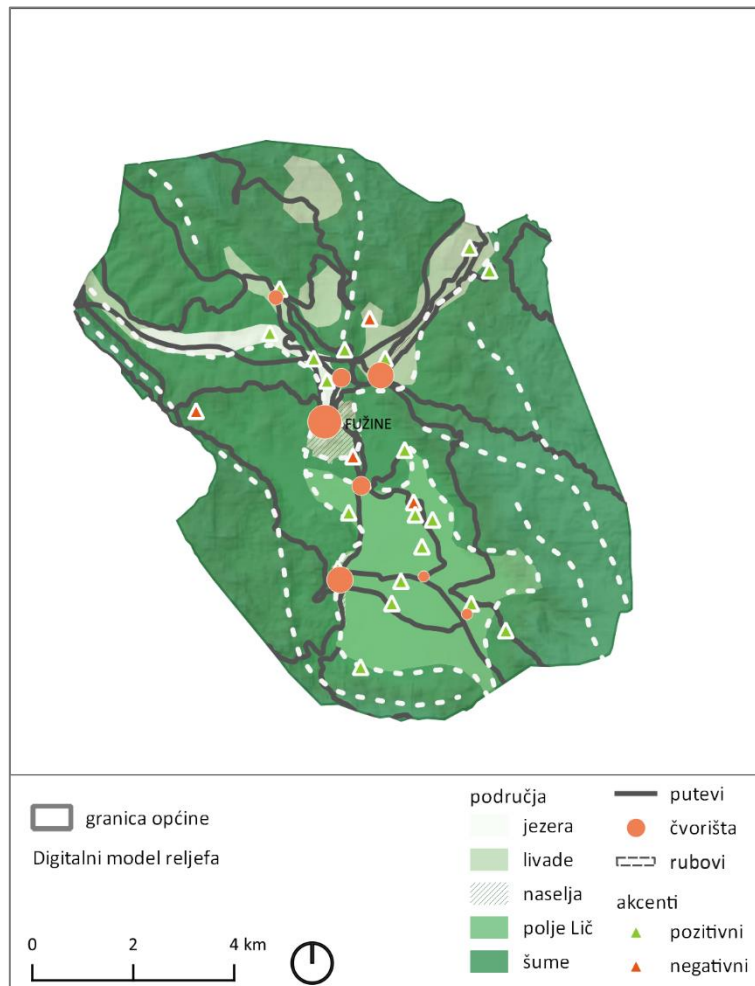 FUŽINE
granica općine
Digitalni model reljefa
0 2 4 km
područja
jezera
livade
naselja
polje Lič
šume
putevi
čvorišta
rubovi
akcenti
pozitivni
negativni